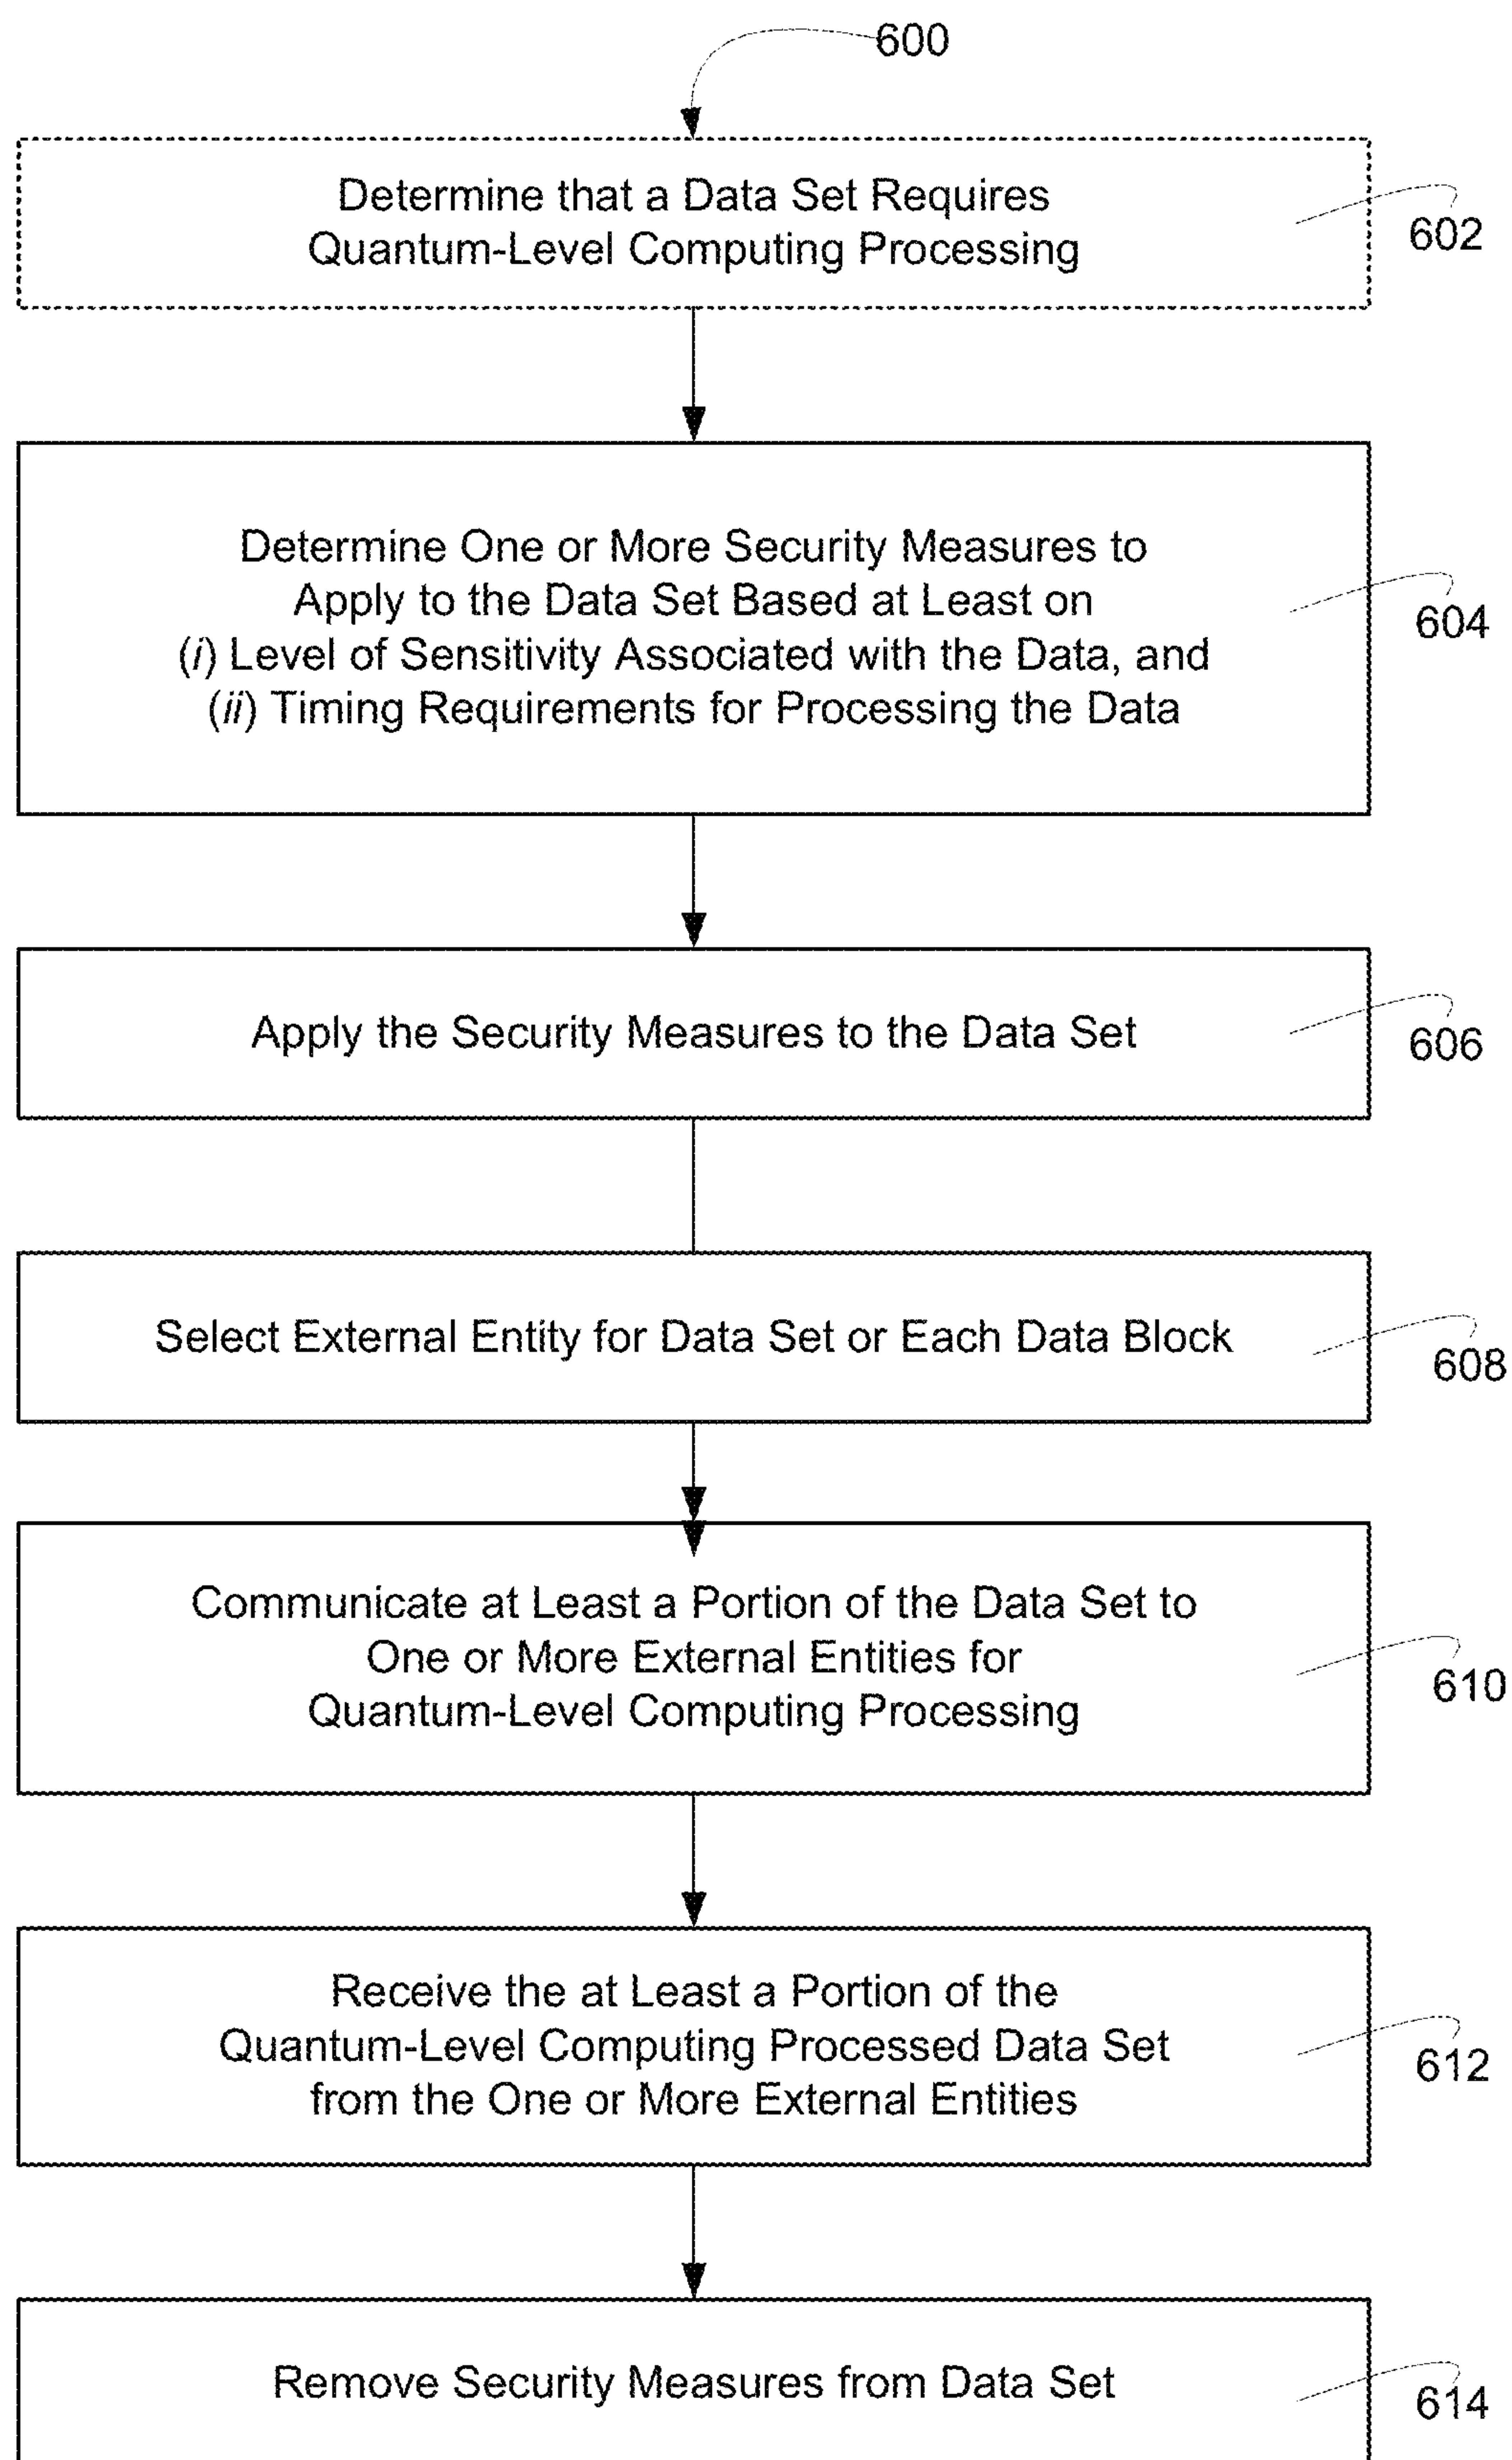 600
Determine that a Data Set Requires
Quantum-Level Computing Processing
602
Determine One or More Security Measures to
Apply to the Data Set Based at Least on
(i) Level of Sensitivity Associated with the Data, and
(ii) Timing Requirements for Processing the Data
604
Apply the Security Measures to the Data Set
606
Select External Entity for Data Set or Each Data Block
608
Communicate at Least a Portion of the Data Set to
One or More External Entities for
Quantum-Level Computing Processing
610
Receive the at Least a Portion of the
Quantum-Level Computing Processed Data Set
from the One or More External Entities
612
Remove Security Measures from Data Set
614